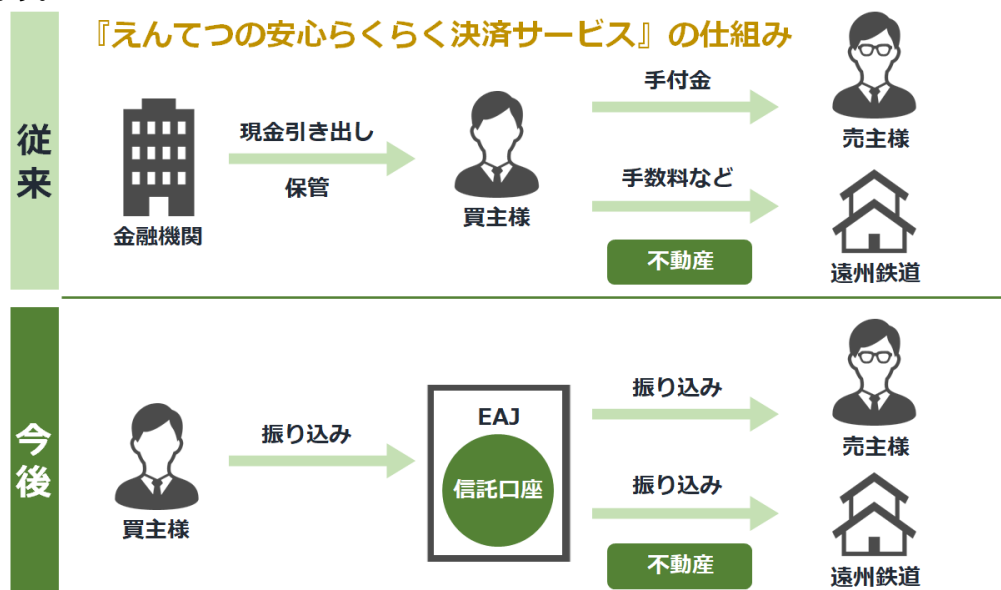 『えんてつの安心らくらく決済サービス』の仕組み
従来
金融機関
現金引き出し
保管
買主様
手付金
売主様
手数料など
不動産
遠州鉄道
今後
買主様
振り込み
EAJ
信託口座
振り込み
売主様
振り込み
不動産
遠州鉄道